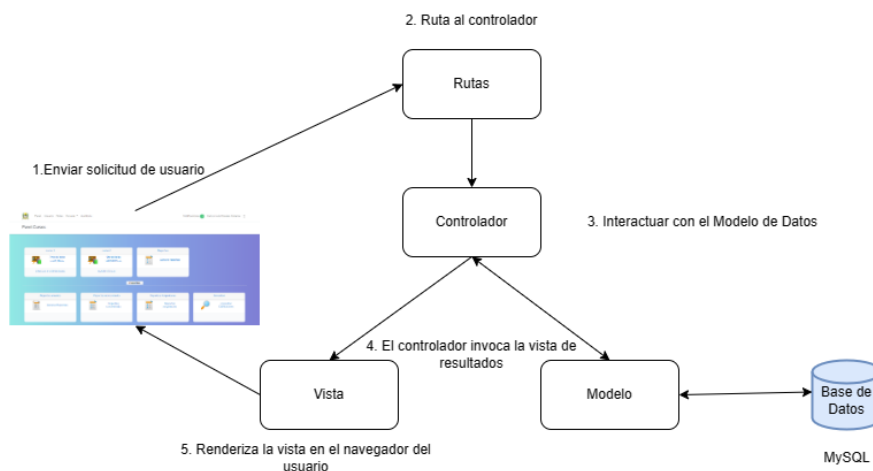 2. Ruta al controlador
Rutas
1.Enviar solicitud de usuario
Controlador
3. Interactuar con el Modelo de Datos
4. El controlador invoca la vista de
resultados
Vista
Modelo
Base de
Datos
5. Renderiza la vista en el navegador del
usuario
MySQL